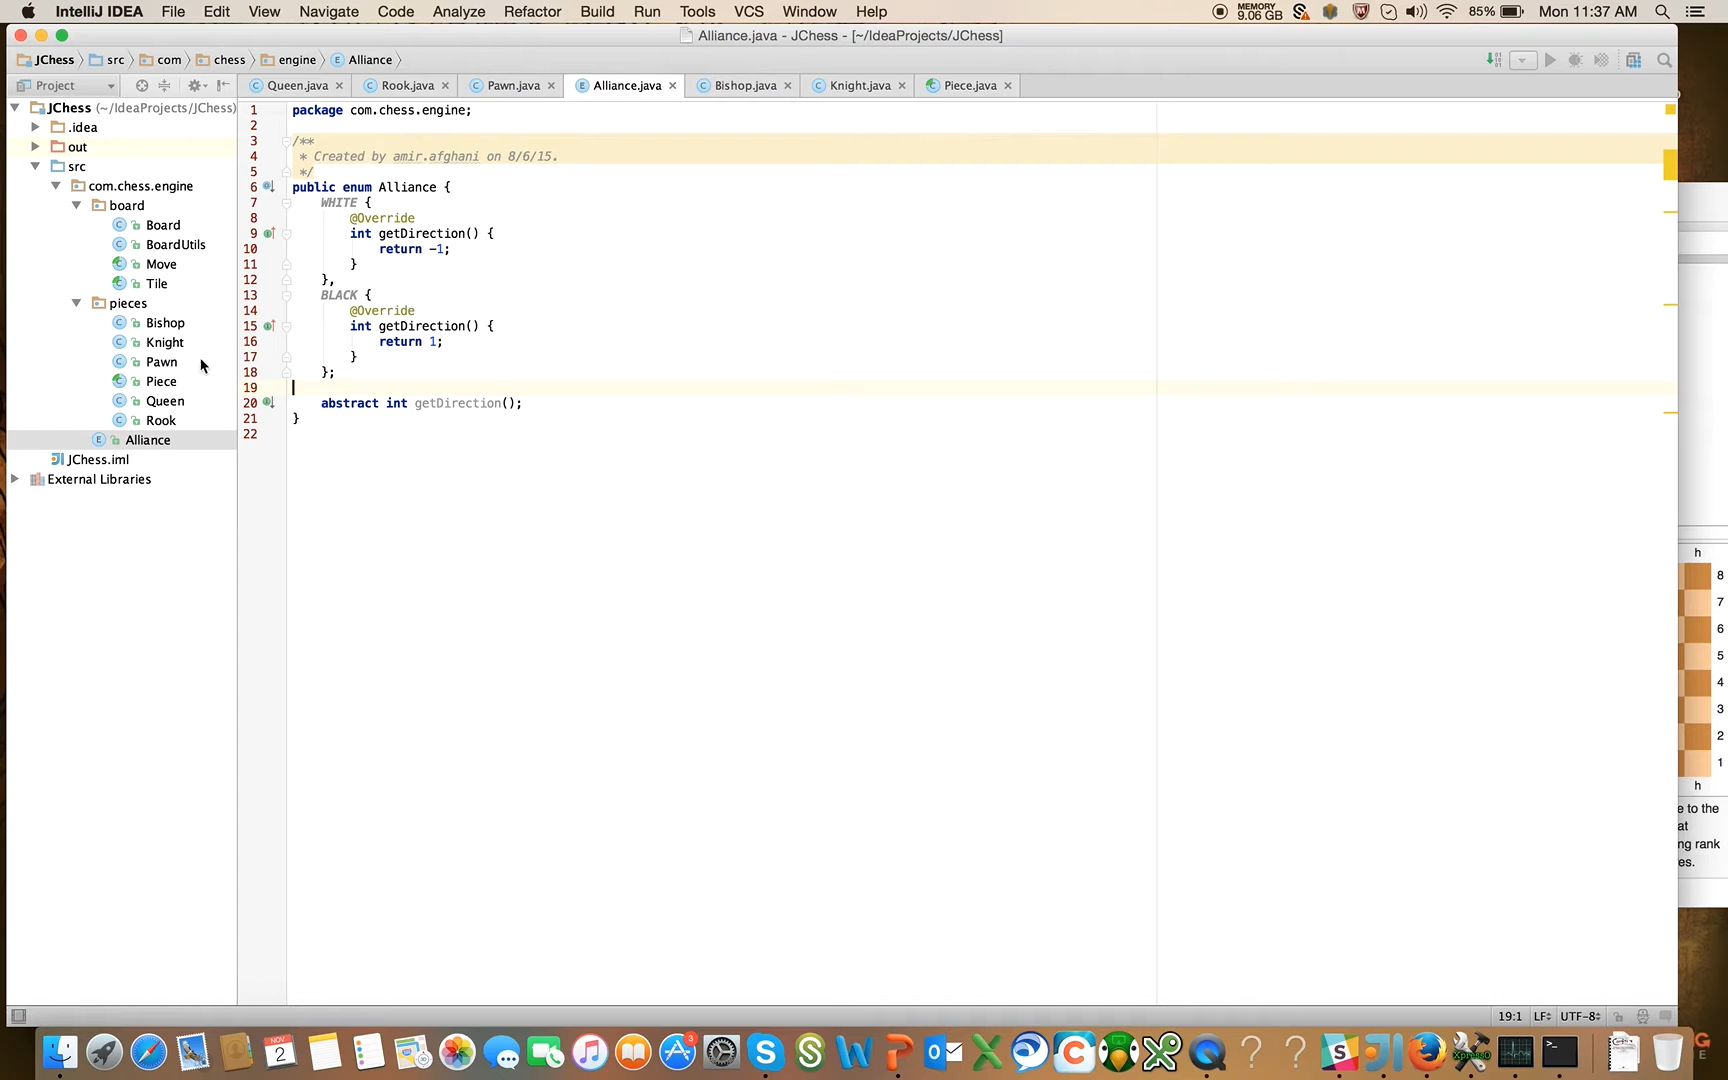 IntelliJ IDEA File Edit View Navigate Code Analyze Refactor Build Run Tools VCS Window Help MEMORY 9.06 GB 85% Mon 11:37 AM
Alliance.java - JChess - [~/IdeaProjects/JChess]
JChess src com chess engine Alliance
Project Queen.java Rook.java Pawn.java Alliance.java Bishop.java Knight.java Piece.java
JChess (~/IdeaProjects/JChess)
.idea
out
src
com.chess.engine
board
Board
BoardUtils
Move
Tile
pieces
Bishop
Knight
Pawn
Piece
Queen
Rook
Alliance
JChess.iml
External Libraries
1 package com.chess.engine;
2
3 /**
4 * Created by amir.afghani on 8/6/15.
5 */
6 public enum Alliance {
7 WHITE {
8 @Override
9 int getDirection() {
10 return -1;
11 }
12 },
13 BLACK {
14 @Override
15 int getDirection() {
16 return 1;
17 }
18 };
19
20 abstract int getDirection();
21 }
22
h
8
7
6
5
4
3
2
1
h
e to the
at
ng rank
es.
19:1 LF UTF-8
NOV
2
3